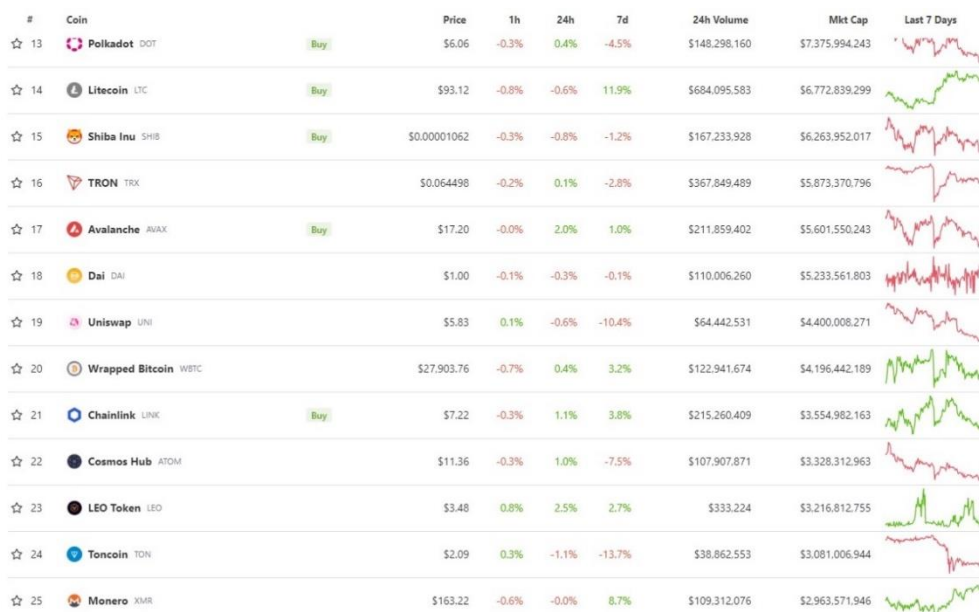 # Coin Price 1h 24h 7d 24h Volume Mkt Cap Last 7 Days
13 Polkadot DOT Buy $6.06 -0.3% 0.4% -4.5% $148,298,160 $7,375,994,243
14 Litecoin LTC Buy $93.12 -0.8% -0.6% 11.9% $684,095,583 $6,772,839,299
15 Shiba Inu SHIB Buy $0.00001062 -0.3% -0.8% -1.2% $167,233,928 $6,263,952,017
16 TRON TRX $0.064498 -0.2% 0.1% -2.8% $367,849,489 $5,873,370,796
17 Avalanche AVAX Buy $17.20 -0.0% 2.0% 1.0% $211,859,402 $5,601,550,243
18 Dai DAI $1.00 -0.1% -0.3% -0.1% $110,006,260 $5,233,561,803
19 Uniswap UNI $5.83 0.1% -0.6% -10.4% $64,442,531 $4,400,008,271
20 Wrapped Bitcoin WBTC $27,903.76 -0.7% 0.4% 3.2% $122,941,674 $4,196,442,189
21 Chainlink LINK Buy $7.22 -0.3% 1.1% 3.8% $215,260,409 $3,554,982,163
22 Cosmos Hub ATOM $11.36 -0.3% 1.0% -7.5% $107,907,871 $3,328,312,963
23 LEO Token LEO $3.48 0.8% 2.5% 2.7% $333,224 $3,216,812,755
24 Toncoin TON $2.09 0.3% -1.1% -13.7% $38,862,553 $3,081,006,944
25 Monero XMR $163.22 -0.6% -0.0% 8.7% $109,312,076 $2,963,571,946